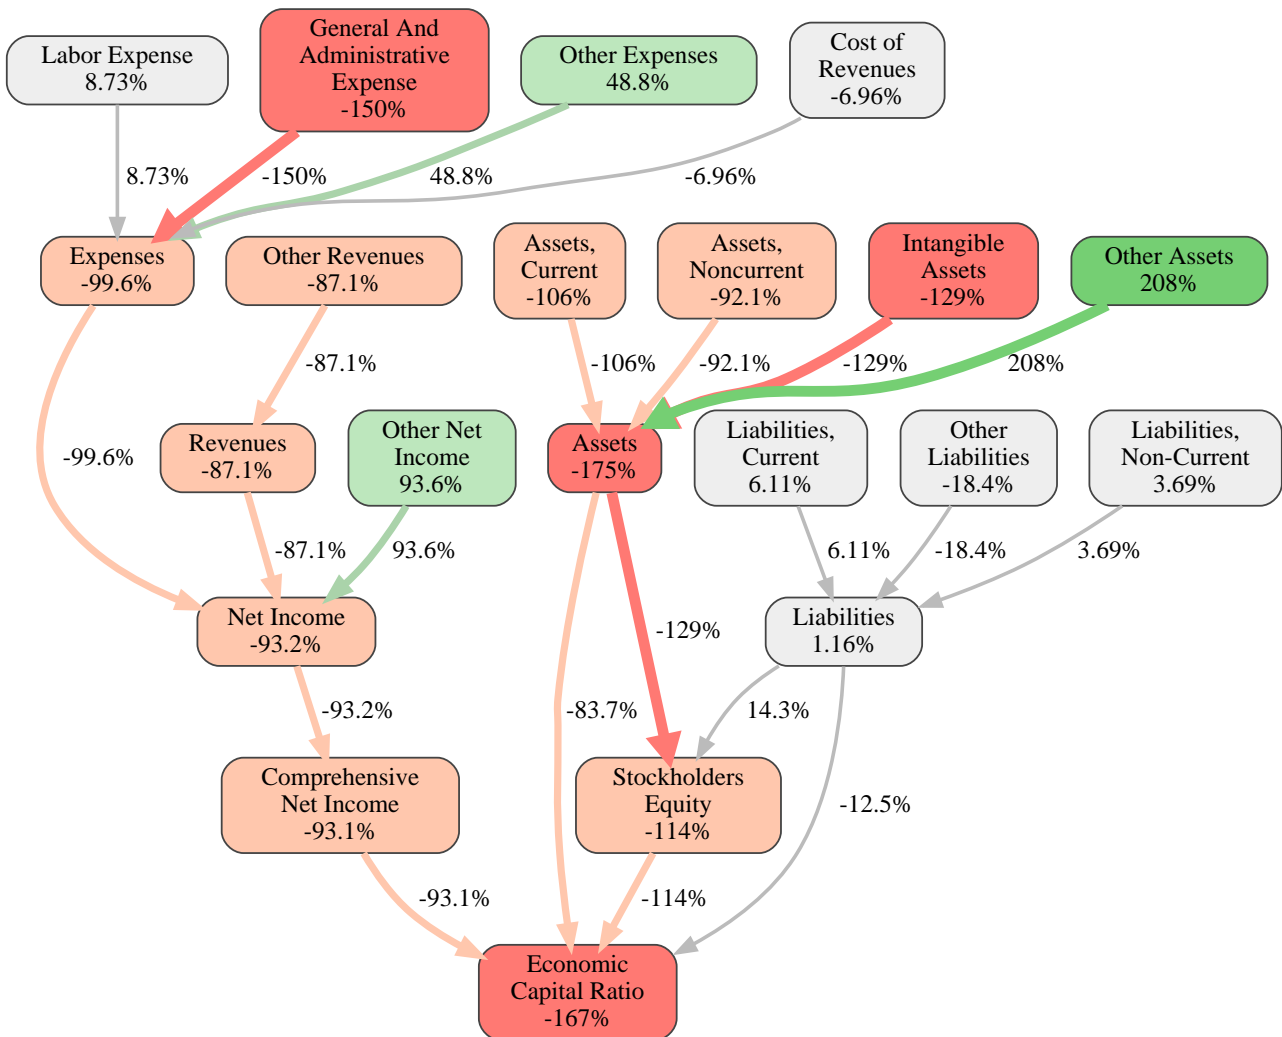 Labor Expense
8.73%
General And
Administrative
Expense
-150%
Other Expenses
48.8%
Cost of
Revenues
-6.96%
8.73%
-150%
48.8%
-6.96%
Expenses
-99.6%
Other Revenues
-87.1%
Assets,
Current
-106%
Assets,
Noncurrent
-92.1%
Intangible
Assets
-129%
Other Assets
208%
-87.1%
-106%
-92.1%
-129%
208%
-99.6%
Revenues
-87.1%
Other Net
Income
93.6%
Assets
-175%
Liabilities,
Current
6.11%
Other
Liabilities
-18.4%
Liabilities,
Non-Current
3.69%
-87.1%
93.6%
6.11%
-18.4%
3.69%
Net Income
-93.2%
-129%
Liabilities
1.16%
-93.2%
-83.7%
14.3%
Comprehensive
Net Income
-93.1%
Stockholders
Equity
-114%
-12.5%
-93.1%
-114%
Economic
Capital Ratio
-167%